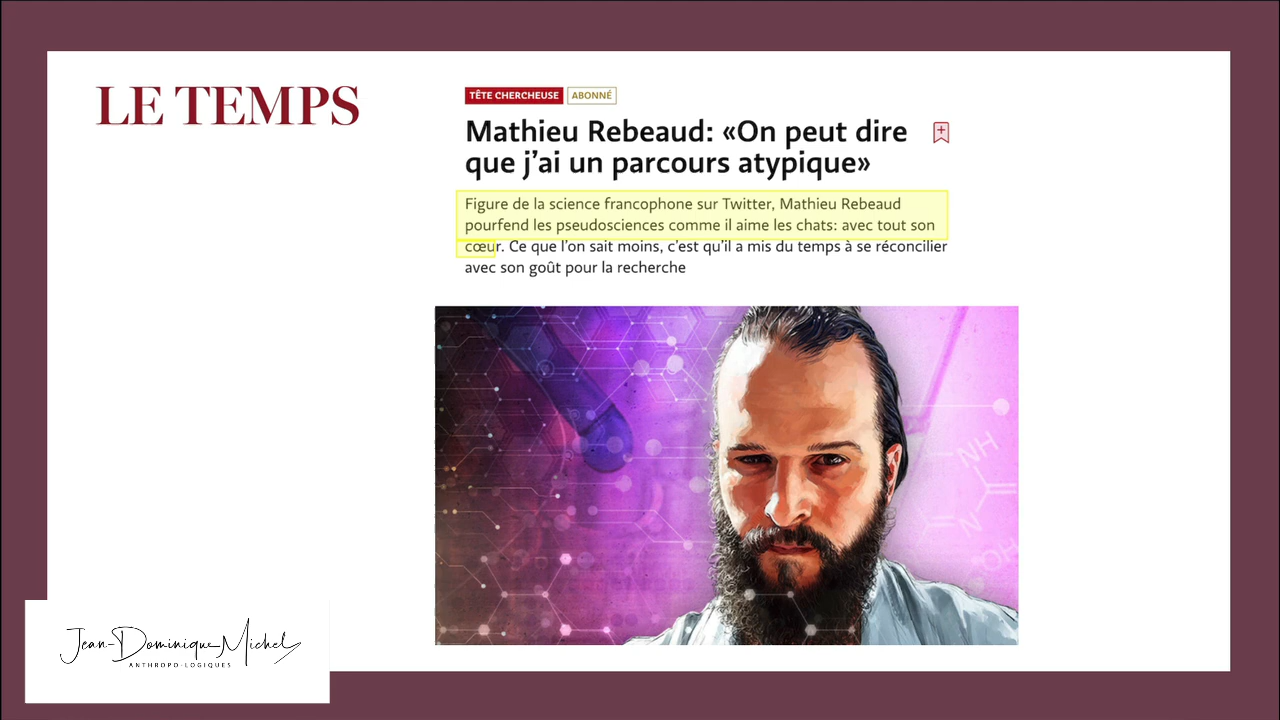 LE TEMPS
TÊTE CHERCHEUSE ABONNÉ
Mathieu Rebeaud: «On peut dire
que j’ai un parcours atypique»
Figure de la science francophone sur Twitter, Mathieu Rebeaud
pourfend les pseudosciences comme il aime les chats: avec tout son
cœur. Ce que l’on sait moins, c’est qu’il a mis du temps à se réconcilier
avec son goût pour la recherche
NH
N
OH
Jean-Dominique Michel
ANTHROPO-LOGIQUES